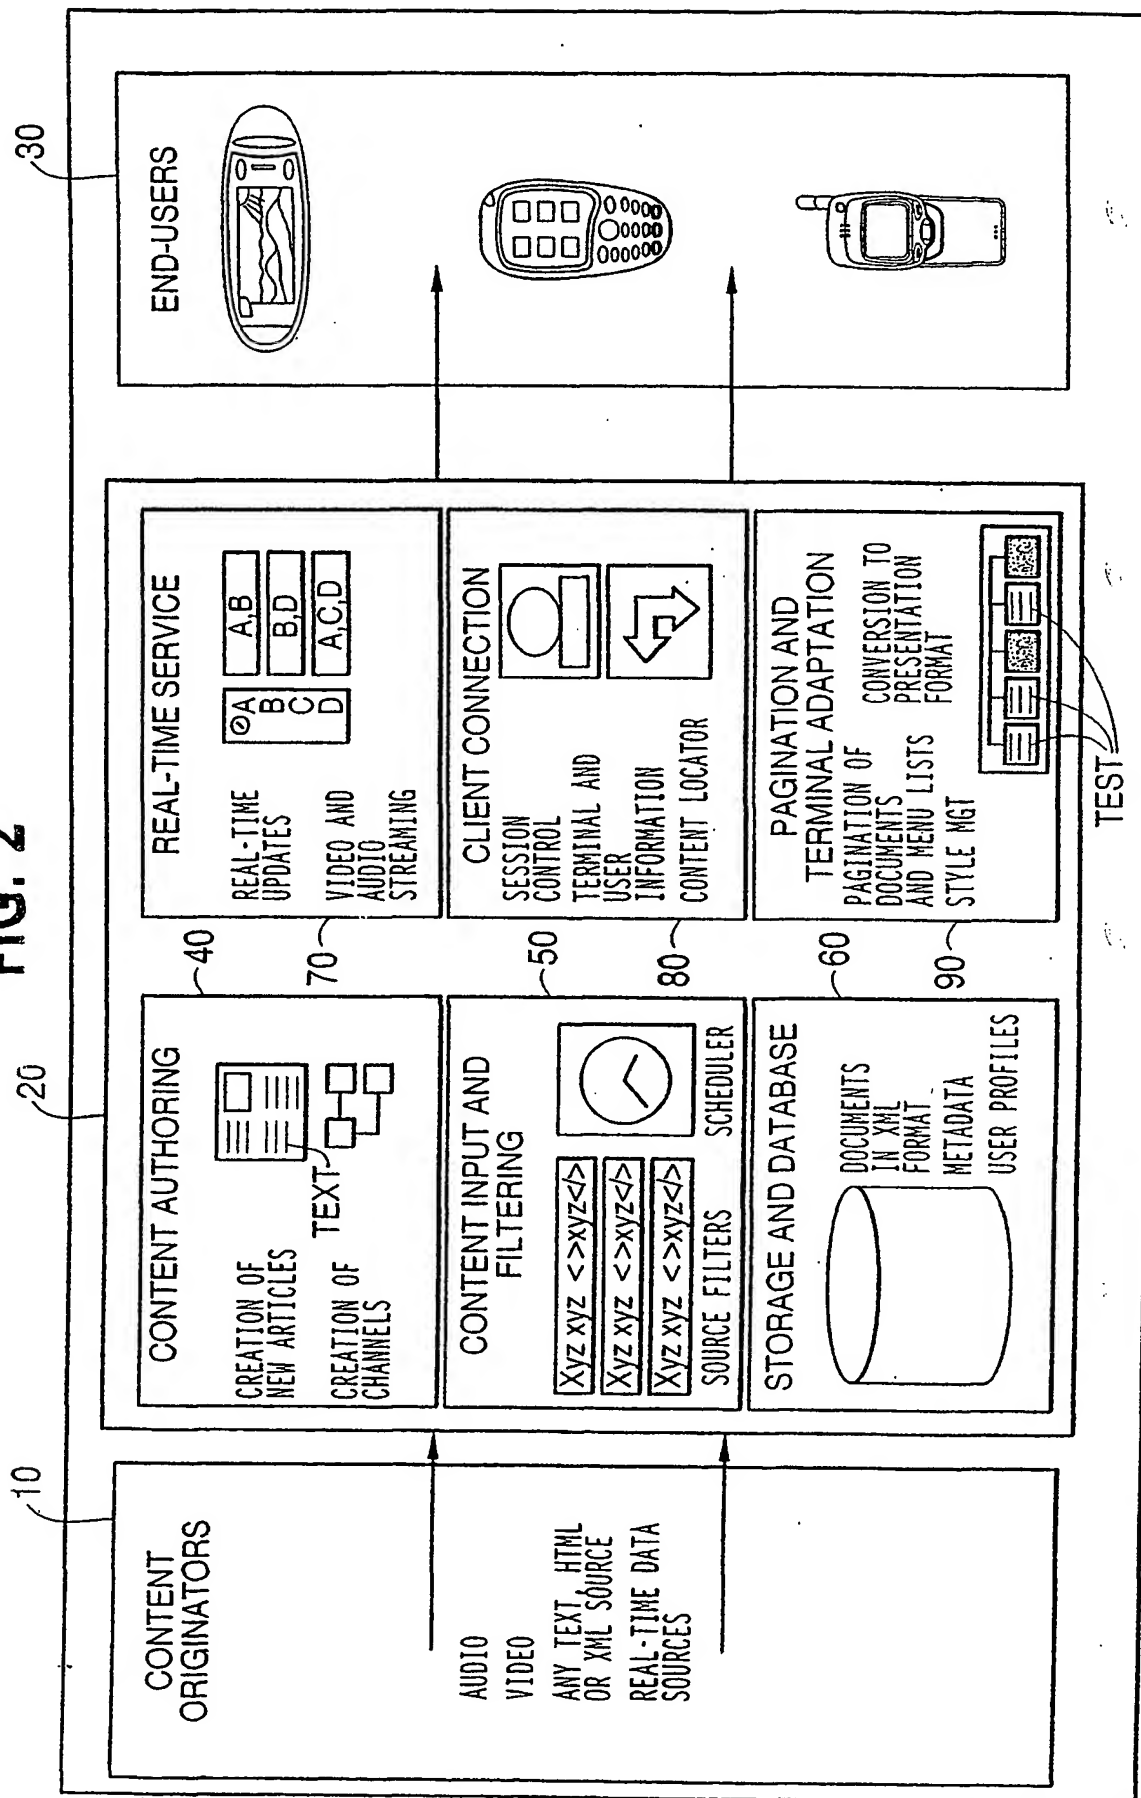 FIG. 2
10
CONTENT
ORIGINATORS
AUDIO
VIDEO
ANY TEXT, HTML
OR XML SOURCE
REAL-TIME DATA
SOURCES
20
CONTENT AUTHORING
40
CREATION OF
NEW ARTICLES
TEXT
CREATION OF
CHANNELS
CONTENT INPUT AND
FILTERING
50
Xyz xyz <>xyz</>
Xyz xyz <>xyz</>
Xyz xyz <>xyz</>
SOURCE FILTERS
SCHEDULER
STORAGE AND DATABASE
60
DOCUMENTS
IN XML
FORMAT
METADATA
USER PROFILES
REAL-TIME SERVICE
70
REAL-TIME
UPDATES
VIDEO AND
AUDIO
STREAMING
A
B
C
D
A,B
B,D
A,C,D
CLIENT CONNECTION
80
SESSION
CONTROL
TERMINAL AND
USER
INFORMATION
CONTENT LOCATOR
PAGINATION AND
TERMINAL ADAPTATION
90
PAGINATION OF
DOCUMENTS
AND MENU LISTS
STYLE MGT
CONVERSION TO
PRESENTATION
FORMAT
TEST
30
END-USERS